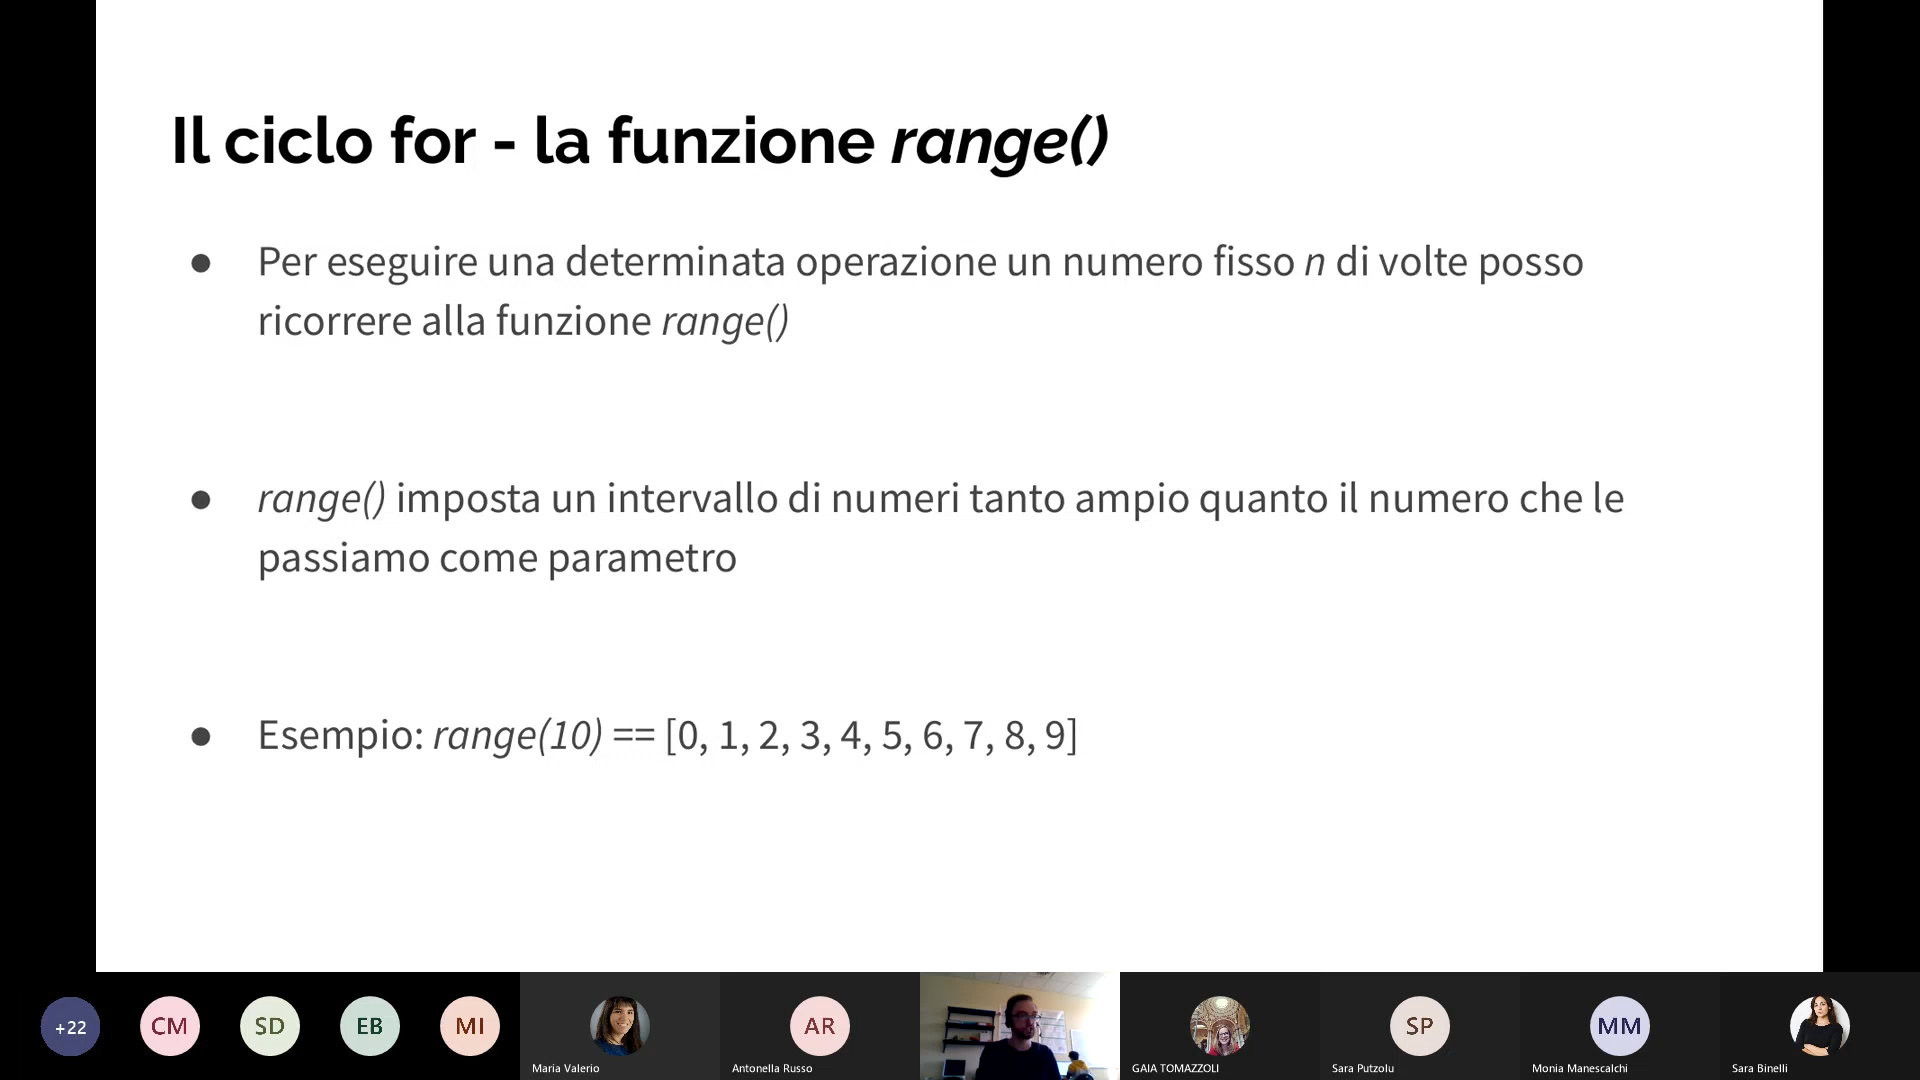 Il ciclo for - la funzione range()
● Per eseguire una determinata operazione un numero fisso n di volte posso
ricorrere alla funzione range()
● range() imposta un intervallo di numeri tanto ampio quanto il numero che le
passiamo come parametro
● Esempio: range(10) == [0, 1, 2, 3, 4, 5, 6, 7, 8, 9]
+22
CM
SD
EB
MI
Maria Valerio
AR
Antonella Russo
GAIA TOMAZZOLI
SP
Sara Putzolu
MM
Monia Manescalchi
Sara Binelli